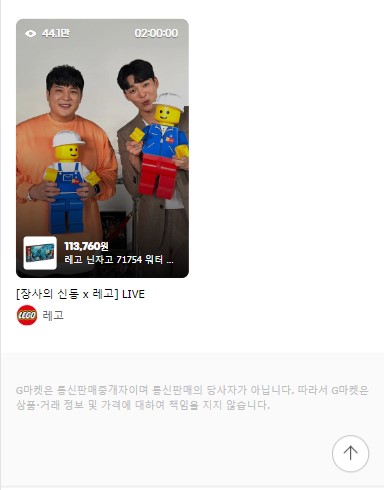 44.1만 02:00:00
113,760원
레고 닌자고 71754 워터 ...
[장사의 신동 x 레고] LIVE
LEGO 레고
G마켓은 통신판매중개자이며 통신판매의 당사자가 아닙니다. 따라서 G마켓은
상품·거래 정보 및 가격에 대하여 책임을 지지 않습니다.